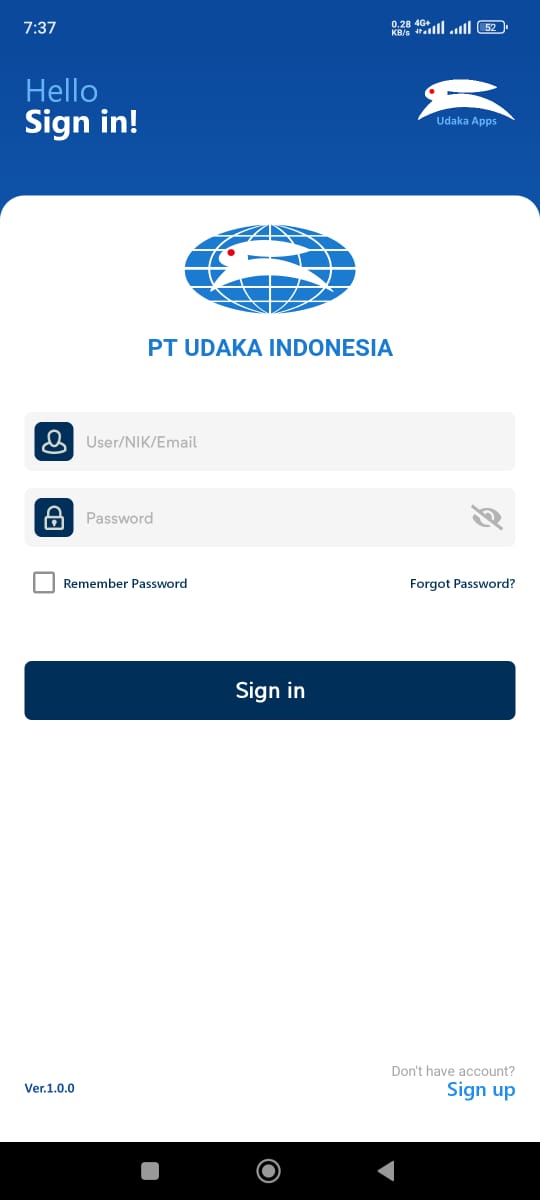 7:37
0.28 KB/s 4G+ 52
Hello
Sign in!
Udaka Apps
PT UDAKA INDONESIA
User/NIK/Email
Password
Remember Password
Forgot Password?
Sign in
Don't have account?
Ver.1.0.0
Sign up